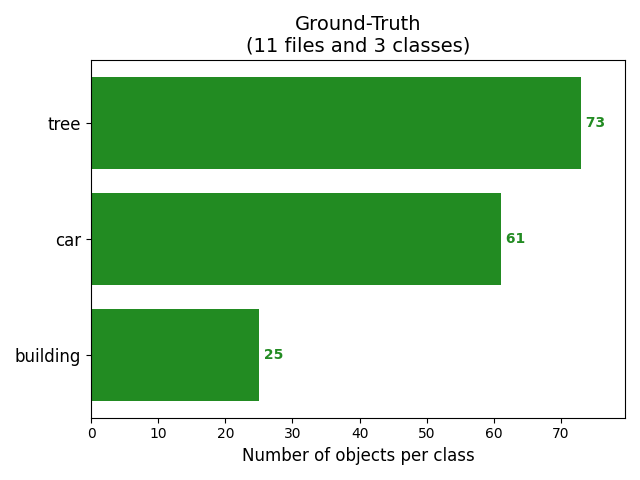 Ground-Truth
(11 files and 3 classes)
tree
73
car
61
building
25
0 10 20 30 40 50 60 70
Number of objects per class